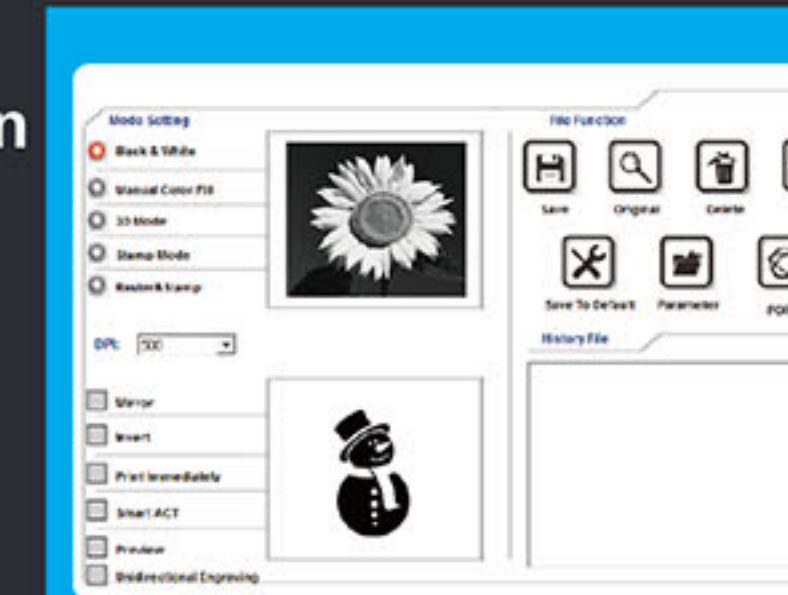 n
Mode Setting
Black & White
Manual Color Fill
3D Mode
Stamp Mode
Raster & Stamp
DPI: 500
Mirror
Invert
Print Immediately
Smart ACT
Preview
Unidirectional Engraving
File Function
Save
Original
Delete
Save To Default
Parameter
History File